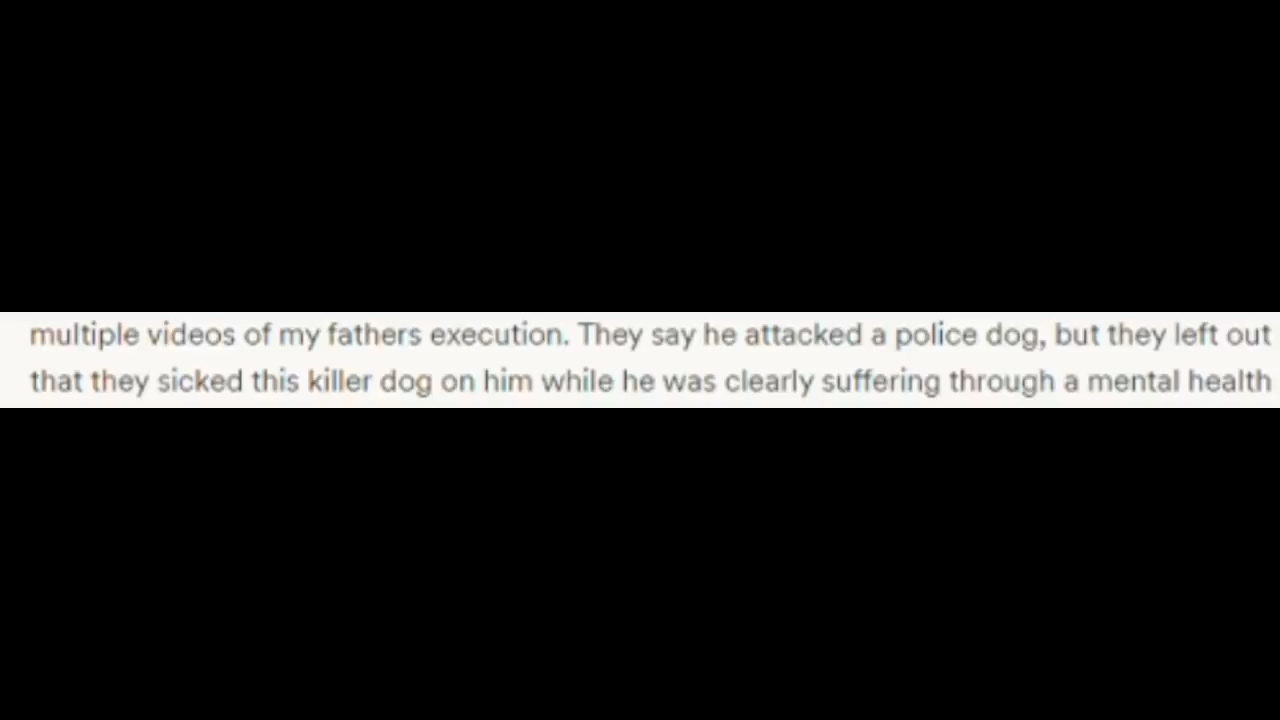 multiple videos of my fathers execution. They say he attacked a police dog, but they left out
that they sicked this killer dog on him while he was clearly suffering through a mental health